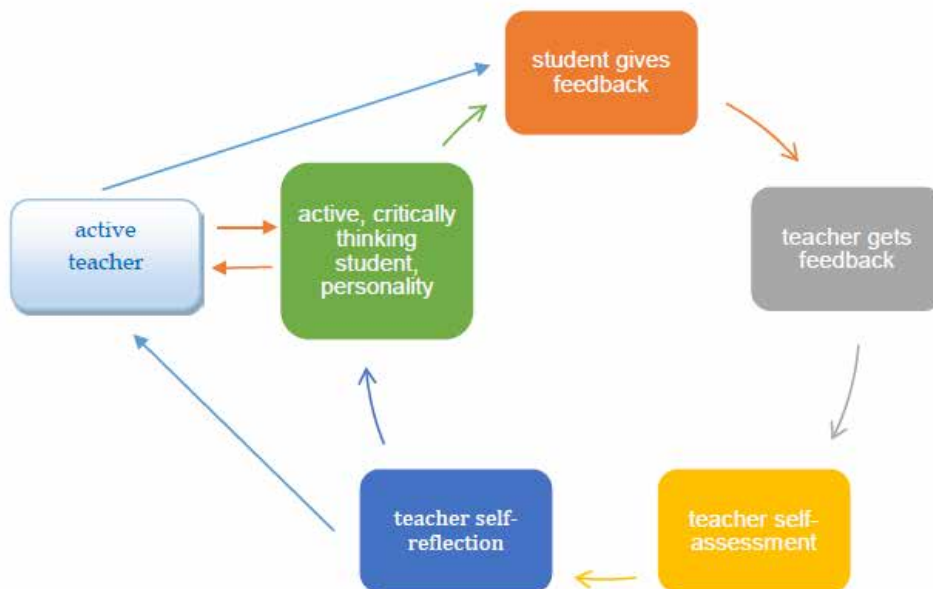 student gives
feedback
active
teacher
active, critically
thinking
student,
personality
teacher gets
feedback
teacher self-
reflection
teacher self-
assessment